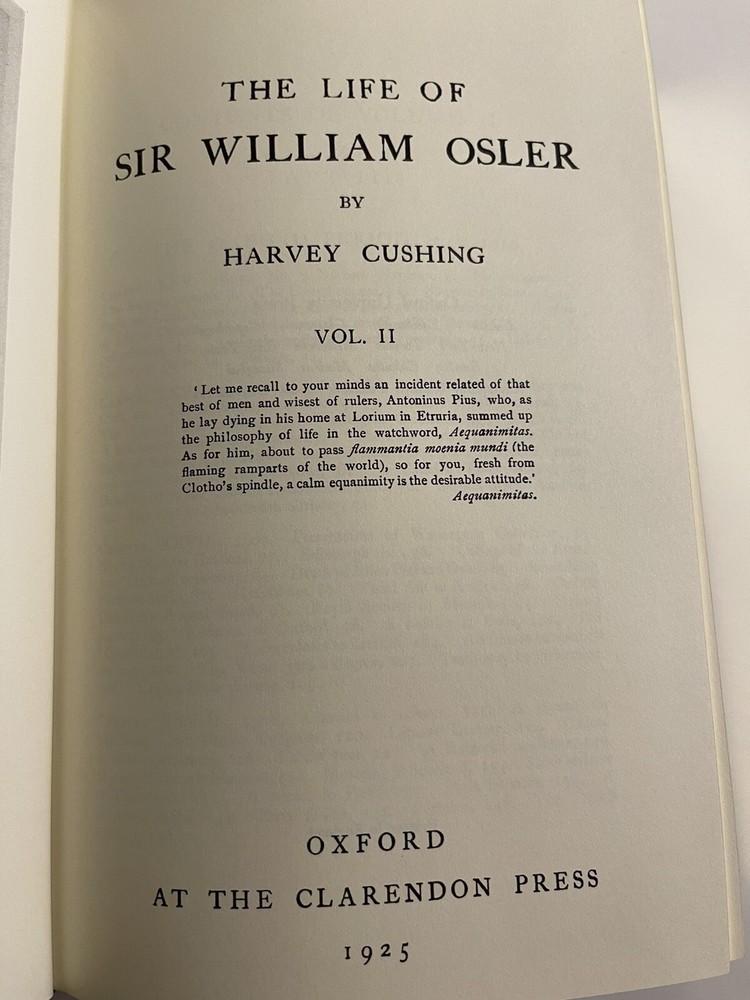 THE LIFE OF
SIR WILLIAM OSLER
BY
HARVEY CUSHING
VOL. II
‘Let me recall to your minds an incident related of that
best of men and wisest of rulers, Antoninus Pius, who, as
he lay dying in his home at Lorium in Etruria, summed up
the philosophy of life in the watchword, Aequanimitas.
As for him, about to pass flammantia moenia mundi (the
flaming ramparts of the world), so for you, fresh from
Clotho's spindle, a calm equanimity is the desirable attitude.’
Aequanimitas.
OXFORD
AT THE CLARENDON PRESS
1925